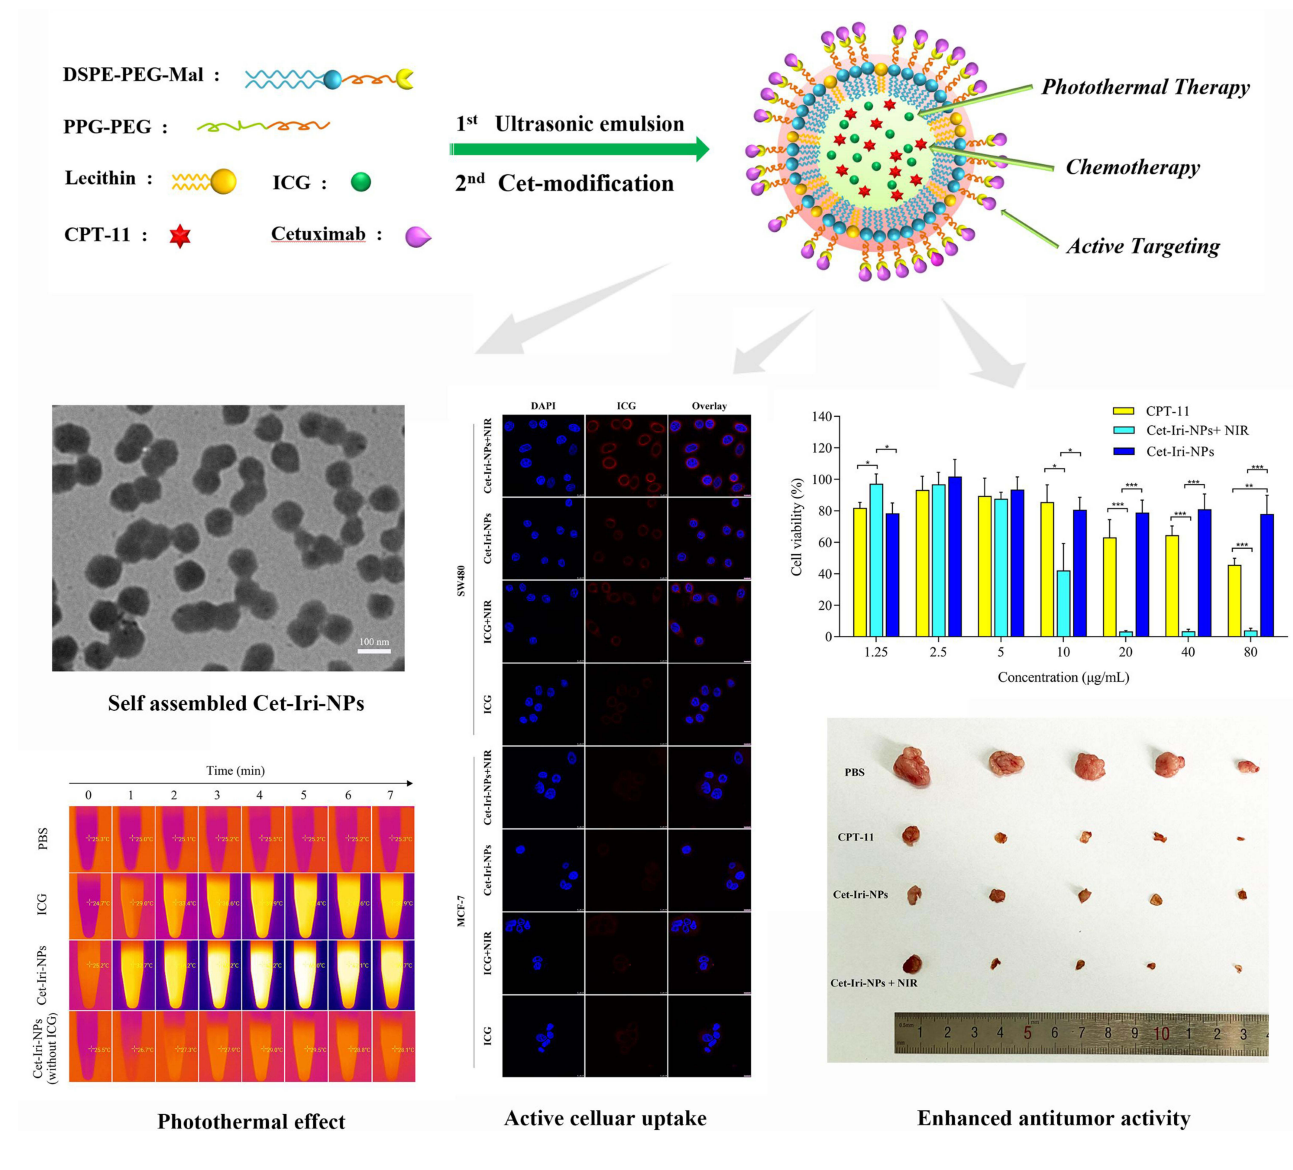 DSPE-PEG-Mal :
PPG-PEG :
Lecithin :
ICG :
CPT-11 :
Cetuximab :
1st Ultrasonic emulsion
2nd Cet-modification
Photothermal Therapy
Chemotherapy
Active Targeting
100 nm
Self assembled Cet-Iri-NPs
Time (min)
0 1 2 3 4 5 6 7
PBS
ICG
Cet-Iri-NPs
Cet-Iri-NPs
(without ICG)
Photothermal effect
DAPI ICG Overlay
SW480
Cet-Iri-NPs+NIR
Cet-Iri-NPs
ICG+NIR
ICG
MCF-7
Cet-Iri-NPs+NIR
Cet-Iri-NPs
ICG+NIR
ICG
Active celluar uptake
CPT-11
Cet-Iri-NPs+ NIR
Cet-Iri-NPs
Cell viability (%)
140
120
100
80
60
40
20
0
* * * * *** *** *** *** *** ** ***
1.25 2.5 5 10 20 40 80
Concentration (μg/mL)
PBS
CPT-11
Cet-Iri-NPs
Cet-Iri-NPs + NIR
1 2 3 4 5 6 7 8 9 10 1 2 3
Enhanced antitumor activity